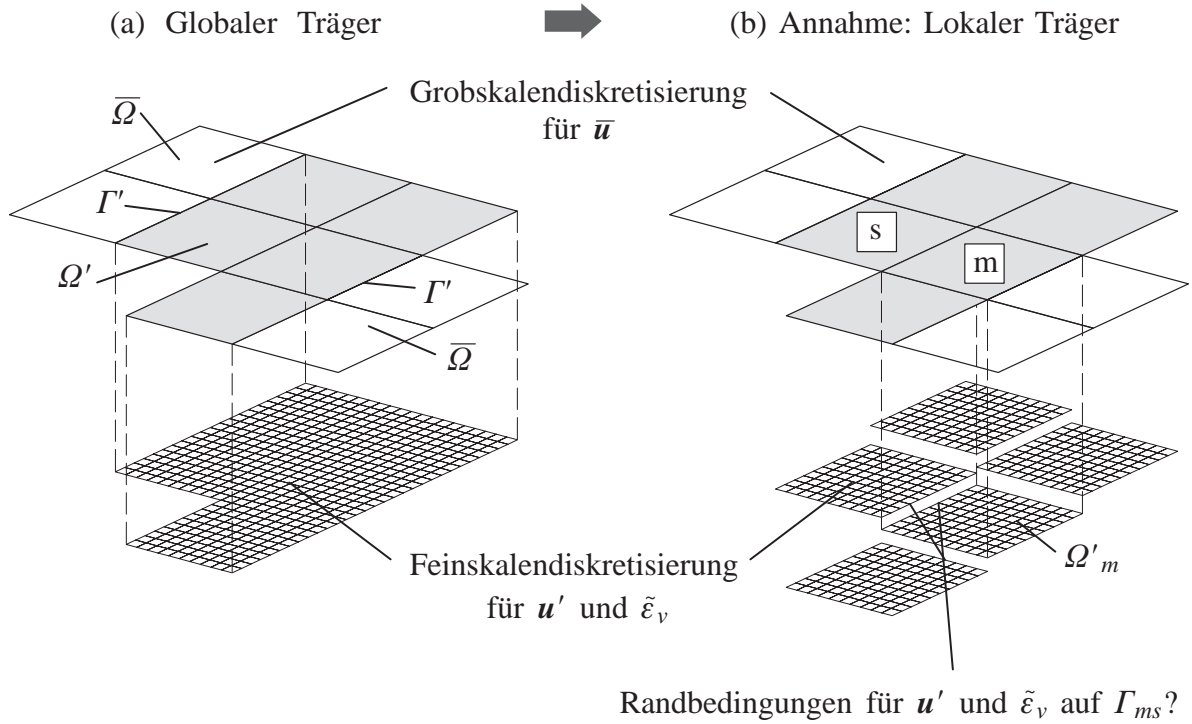 (a) Globaler Träger
(b) Annahme: Lokaler Träger
Grobskalendiskretisierung
für u̅
Ω̅
Γ′
Ω′
Γ′
Ω̅
s
m
Feinskalendiskretisierung
für u′ und ε̃ᵥ
Ω′ₘ
Randbedingungen für u′ und ε̃ᵥ auf Γₘₛ?